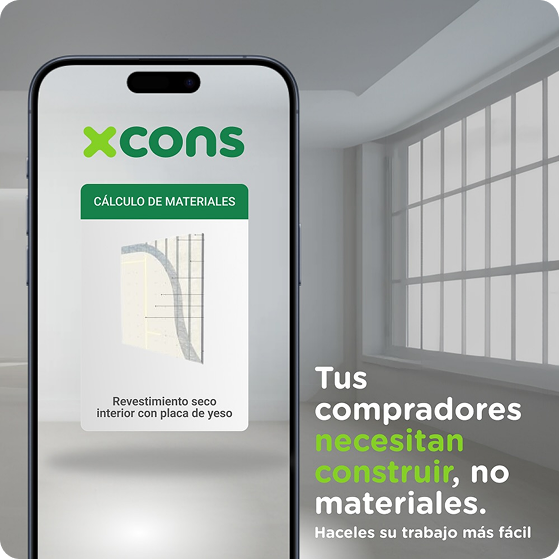 xcons
CÁLCULO DE MATERIALES
Revestimiento seco
interior con placa de yeso
Tus
compradores
necesitan
construir, no
materiales.
Haceles su trabajo más fácil